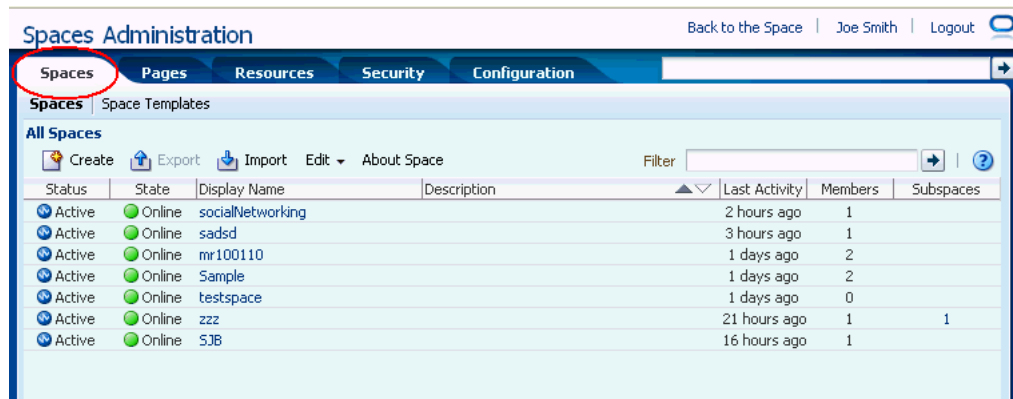 Spaces Administration
Back to the Space | Joe Smith | Logout
Spaces Pages Resources Security Configuration
Spaces | Space Templates
All Spaces
Create Export Import Edit About Space Filter
Status State Display Name Description Last Activity Members Subspaces
Active Online socialNetworking 2 hours ago 1
Active Online sadsd 3 hours ago 1
Active Online mr100110 1 days ago 2
Active Online Sample 1 days ago 2
Active Online testspace 1 days ago 0
Active Online zzz 21 hours ago 1 1
Active Online SJB 16 hours ago 1